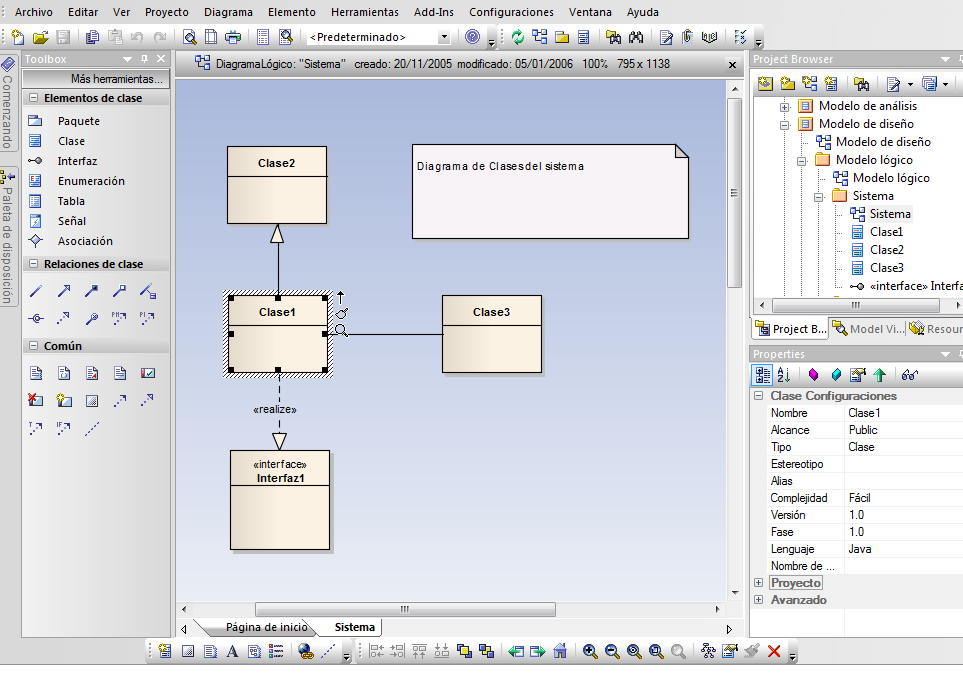 Archivo Editar Ver Proyecto Diagrama Elemento Herramientas Add-Ins Configuraciones Ventana Ayuda
<Predeterminado>
Comenzando
Paleta de disposición
Toolbox
Más herramientas...
Elementos de clase
Paquete
Clase
Interfaz
Enumeración
Tabla
Señal
Asociación
Relaciones de clase
Común
DiagramaLógico: "Sistema" creado: 20/11/2005 modificado: 05/01/2006 100% 795 x 1138
Clase2
Diagrama de Clasesdel sistema
Clase1
Clase3
«realize»
«interface»
Interfaz1
Página de inicio
Sistema
Project Browser
Modelo de análisis
Modelo de diseño
Modelo de diseño
Modelo lógico
Modelo lógico
Sistema
Sistema
Clase1
Clase2
Clase3
«interface» Interfa
Project B... Model Vi... Resour
Properties
Clase Configuraciones
Nombre Clase1
Alcance Public
Tipo Clase
Estereotipo
Alias
Complejidad Fácil
Versión 1.0
Fase 1.0
Lenguaje Java
Nombre de ...
Proyecto
Avanzado